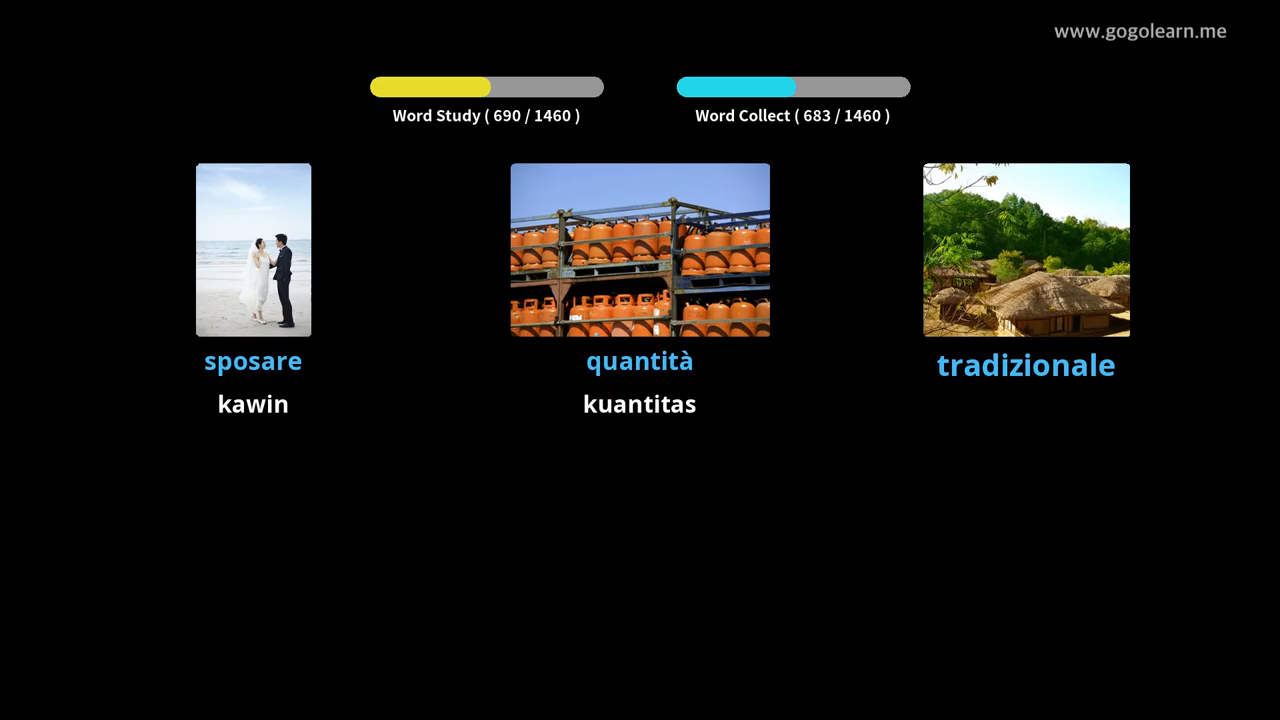 www.gogolearn.me
Word Study ( 690 / 1460 )
Word Collect ( 683 / 1460 )
sposare
quantità
tradizionale
kawin
kuantitas